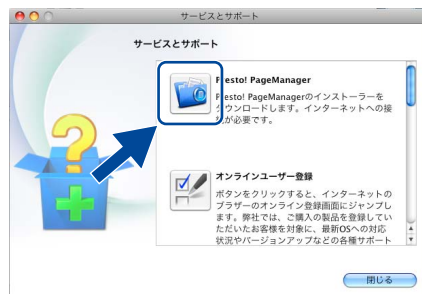 サービスとサポート
サービスとサポート
Presto! PageManager
Presto! PageManagerのインストーラーを
ダウンロードします。インターネットへの接
続が必要です。
オンラインユーザー登録
ボタンをクリックすると、インターネットの
ブラウザーのオンライン登録画面にジャンプし
ます。弊社では、ご購入の製品を登録してい
ただいたお客様を対象に、最新OSへの対応
状況やバージョンアップなどの各種サポート
閉じる